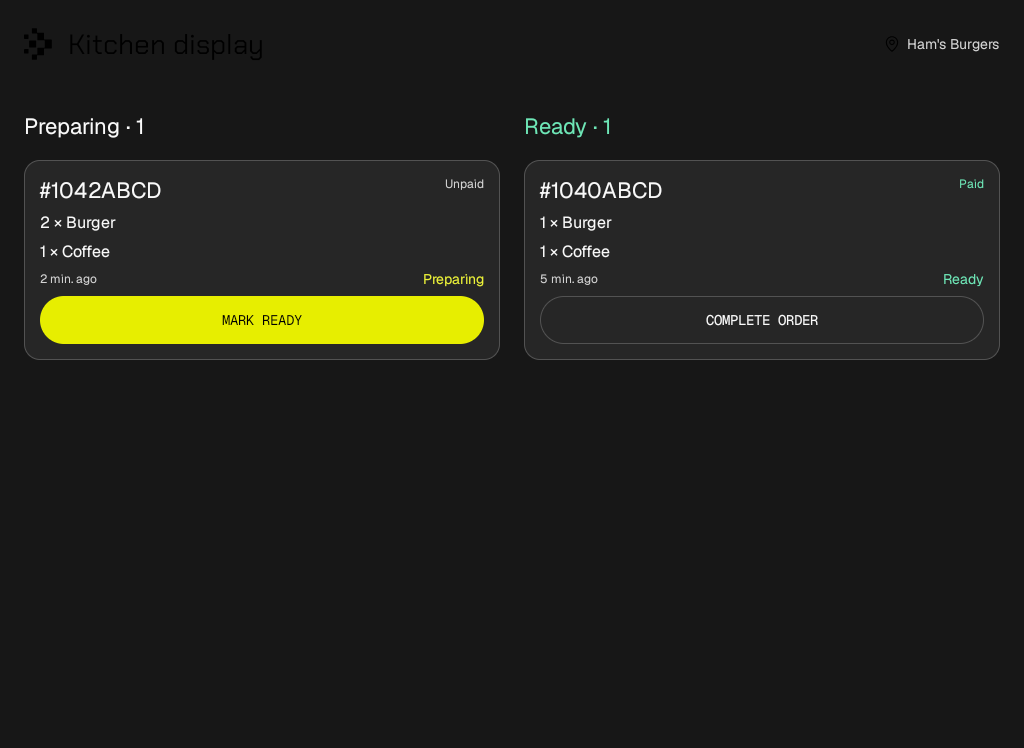 Kitchen display
Ham's Burgers
Preparing · 1
Ready · 1
#1042ABCD
Unpaid
2 × Burger
1 × Coffee
2 min. ago
Preparing
MARK READY
#1040ABCD
Paid
1 × Burger
1 × Coffee
5 min. ago
Ready
COMPLETE ORDER